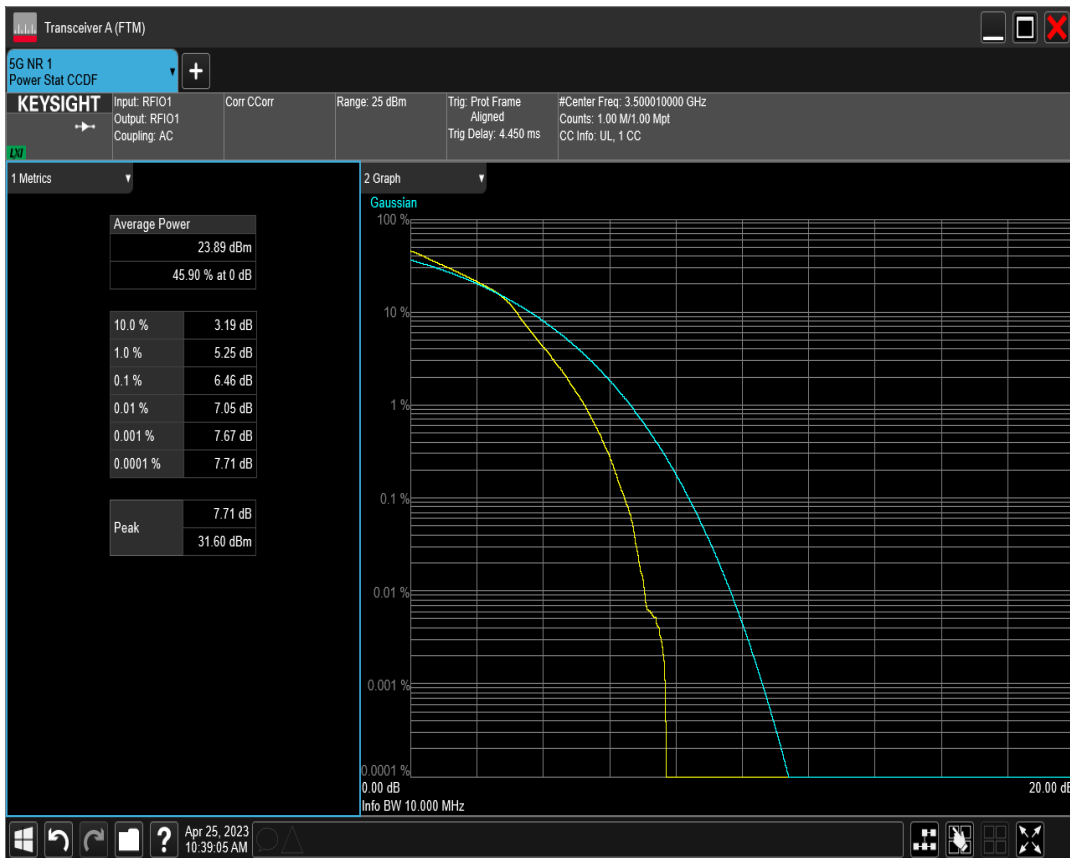 Transceiver A (FTM)
5G NR 1
Power Stat CCDF
+
KEYSIGHT
LXI
Input: RFIO1
Output: RFIO1
Coupling: AC
Corr CCorr
Range: 25 dBm
Trig: Prot Frame
Aligned
Trig Delay: 4.450 ms
#Center Freq: 3.500010000 GHz
Counts: 1.00 M/1.00 Mpt
CC Info: UL, 1 CC
1 Metrics
Average Power
23.89 dBm
45.90 % at 0 dB
10.0 % 3.19 dB
1.0 % 5.25 dB
0.1 % 6.46 dB
0.01 % 7.05 dB
0.001 % 7.67 dB
0.0001 % 7.71 dB
Peak
7.71 dB
31.60 dBm
2 Graph
Gaussian
100 %
10 %
1 %
0.1 %
0.01 %
0.001 %
0.0001 %
0.00 dB 20.00 dB
Info BW 10.000 MHz
?
Apr 25, 2023
10:39:05 AM